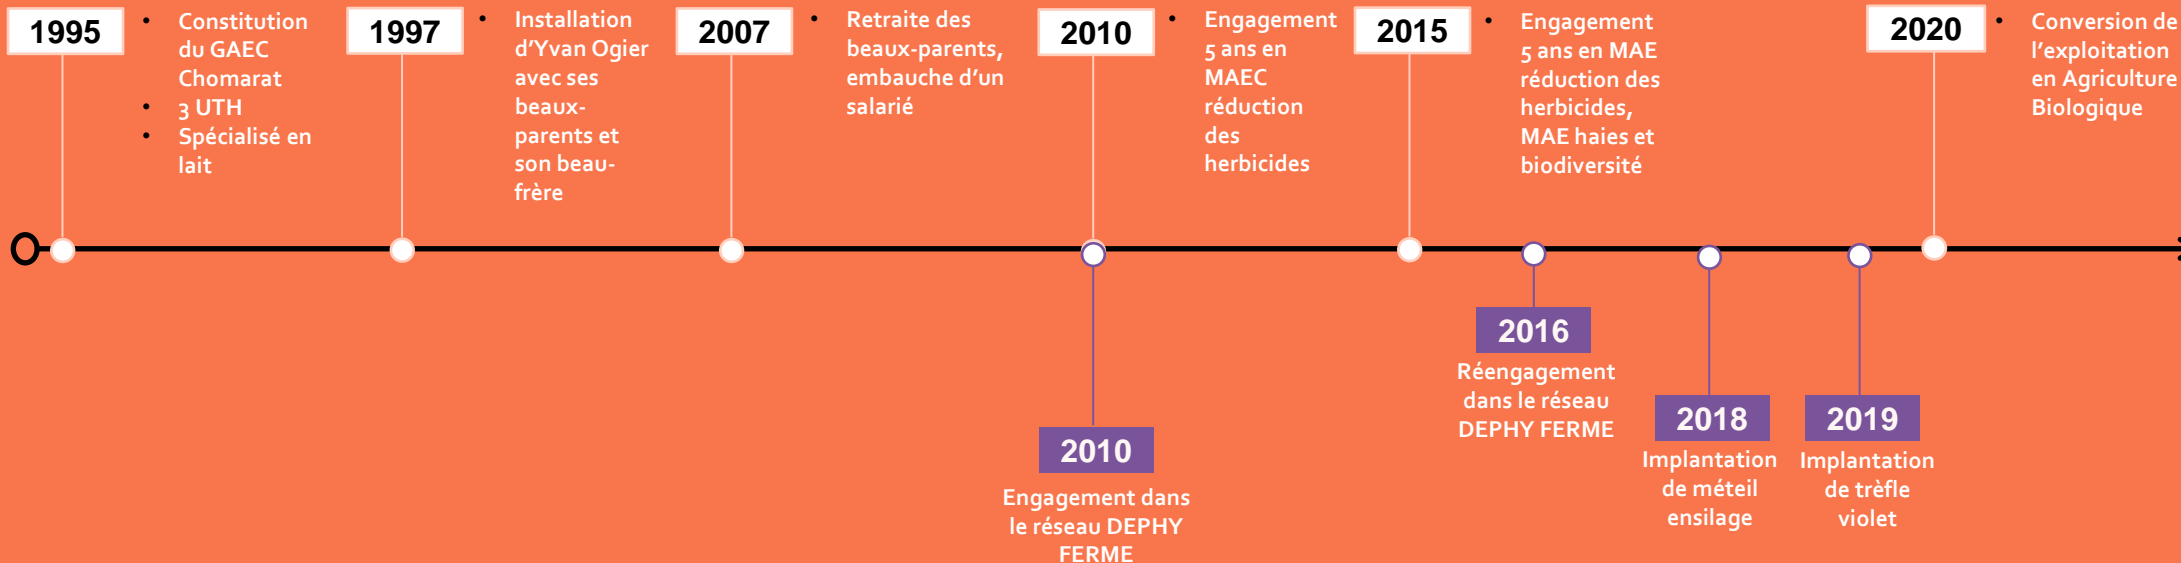 1995
• Constitution
du GAEC
Chomarat
• 3 UTH
• Spécialisé en
lait
1997
• Installation
d’Yvan Ogier
avec ses
beaux-
parents et
son beau-
frère
2007
• Retraite des
beaux-parents,
embauche d’un
salarié
2010
• Engagement
5 ans en
MAEC
réduction
des
herbicides
2015
• Engagement
5 ans en MAE
réduction des
herbicides,
MAE haies et
biodiversité
2020
• Conversion de
l’exploitation
en Agriculture
Biologique
2010
Engagement dans
le réseau DEPHY
FERME
2016
Réengagement
dans le réseau
DEPHY FERME
2018
Implantation
de méteil
ensilage
2019
Implantation
de trèfle
violet